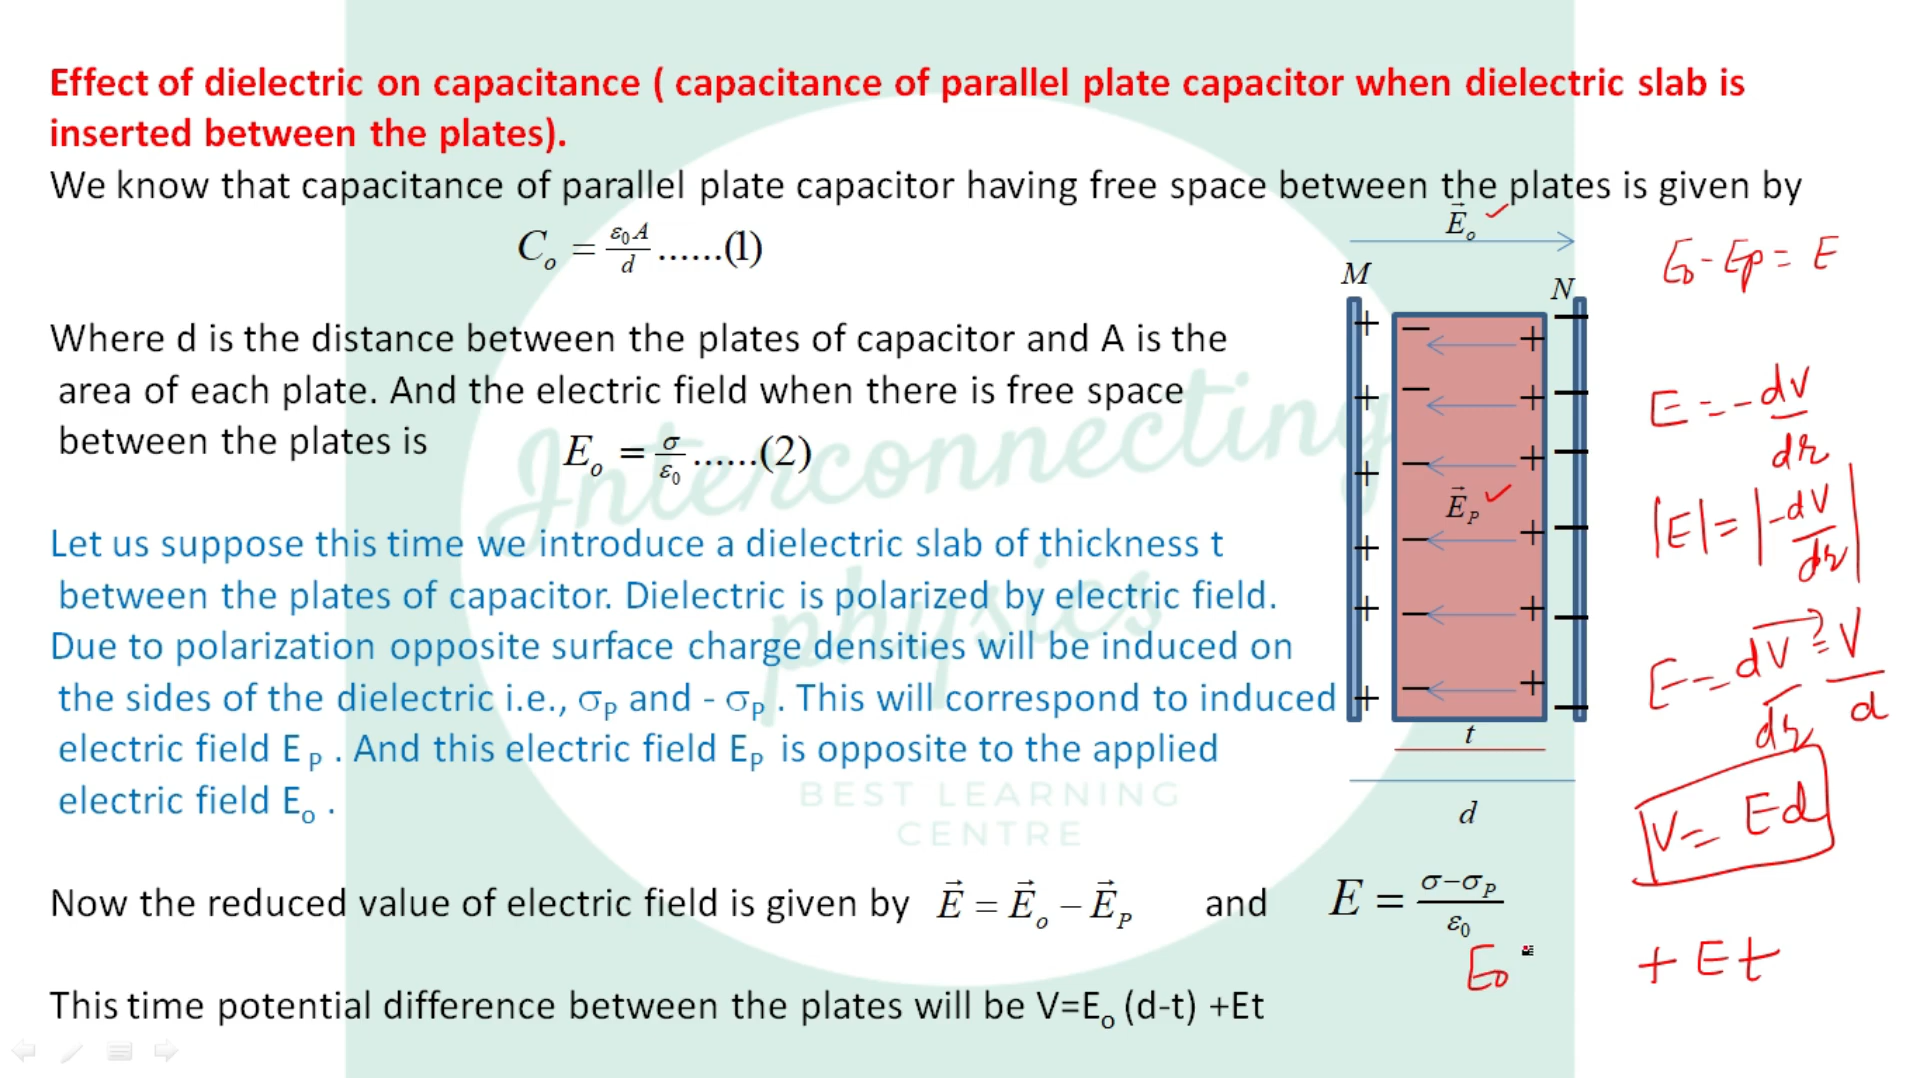 Effect of dielectric on capacitance ( capacitance of parallel plate capacitor when dielectric slab is
inserted between the plates).
We know that capacitance of parallel plate capacitor having free space between the plates is given by
C₀ = ε₀A/d ......(1)
Where d is the distance between the plates of capacitor and A is the
area of each plate. And the electric field when there is free space
between the plates is
E₀ = σ/ε₀ ......(2)
Let us suppose this time we introduce a dielectric slab of thickness t
between the plates of capacitor. Dielectric is polarized by electric field.
Due to polarization opposite surface charge densities will be induced on
the sides of the dielectric i.e., σP and - σP . This will correspond to induced
electric field E P . And this electric field EP is opposite to the applied
electric field Eo .
Now the reduced value of electric field is given by E⃗ = E⃗o − E⃗P and E = (σ−σP)/ε₀
This time potential difference between the plates will be V=Eo (d-t) +Et
E⃗o ✓
M
N
+ + + + + +
− − − − − −
+ + + + + +
− − − − − − −
E⃗P ✓
t
d
E₀ - Ep = E
E = - dv/dr
|E| = |-dV/dr|
E = dV/dr = V/d
V = Ed
E₀
+ Et
Interconnecting
physics
BEST LEARNING
CENTRE